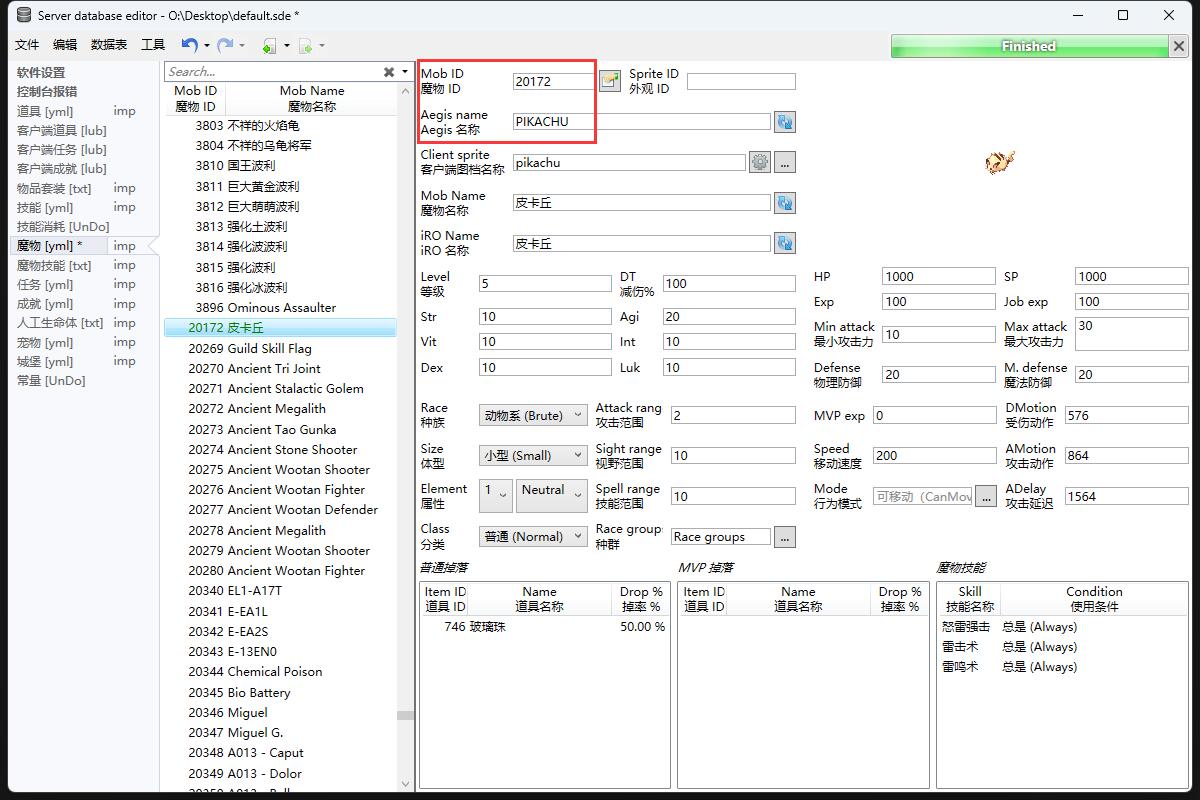 Server database editor - O:\Desktop\default.sde *
文件 编辑 数据表 工具
Finished
软件设置
控制台报错
道具 [yml] imp
客户端道具 [lub]
客户端任务 [lub]
客户端成就 [lub]
物品套装 [txt] imp
技能 [yml] imp
技能消耗 [UnDo]
魔物 [yml] * imp
魔物技能 [txt] imp
任务 [yml] imp
成就 [yml] imp
人工生命体 [txt] imp
宠物 [yml] imp
城堡 [yml] imp
常量 [UnDo]
Search...
Mob ID Mob Name
魔物 ID 魔物名称
3803 不祥的火焰龟
3804 不祥的乌龟将军
3810 国王波利
3811 巨大黄金波利
3812 巨大萌萌波利
3813 强化土波利
3814 强化波波利
3815 强化波利
3816 强化冰波利
3896 Ominous Assaulter
20172 皮卡丘
20269 Guild Skill Flag
20270 Ancient Tri Joint
20271 Ancient Stalactic Golem
20272 Ancient Megalith
20273 Ancient Tao Gunka
20274 Ancient Stone Shooter
20275 Ancient Wootan Shooter
20276 Ancient Wootan Fighter
20277 Ancient Wootan Defender
20278 Ancient Megalith
20279 Ancient Wootan Shooter
20280 Ancient Wootan Fighter
20340 EL1-A17T
20341 E-EA1L
20342 E-EA2S
20343 E-13EN0
20344 Chemical Poison
20345 Bio Battery
20346 Miguel
20347 Miguel G.
20348 A013 - Caput
20349 A013 - Dolor
Mob ID
魔物 ID
20172
Sprite ID
外观 ID
Aegis name
Aegis 名称
PIKACHU
Client sprite
客户端图档名称
pikachu
...
Mob Name
魔物名称
皮卡丘
iRO Name
iRO 名称
皮卡丘
Level
等级
5
DT
减伤%
100
HP 1000 SP 1000
Exp 100 Job exp 100
Str 10 Agi 20
Min attack
最小攻击力
10
Max attack
最大攻击力
30
Vit 10 Int 10
Dex 10 Luk 10
Defense
物理防御
20
M. defense
魔法防御
20
Race
种族
动物系 (Brute)
Attack rang
攻击范围
2
MVP exp 0
DMotion
受伤动作
576
Size
体型
小型 (Small)
Sight range
视野范围
10
Speed
移动速度
200
AMotion
攻击动作
864
Element
属性
1 Neutral
Spell range
技能范围
10
Mode
行为模式
可移动（CanMov
...
ADelay
攻击延迟
1564
Class
分类
普通 (Normal)
Race group:
种群
Race groups
...
普通掉落
MVP 掉落
魔物技能
Item ID Name Drop %
道具 ID 道具名称 掉率 %
746 玻璃珠 50.00 %
Item ID Name Drop %
道具 ID 道具名称 掉率 %
Skill Condition
技能名称 使用条件
怒雷强击 总是 (Always)
雷击术 总是 (Always)
雷鸣术 总是 (Always)